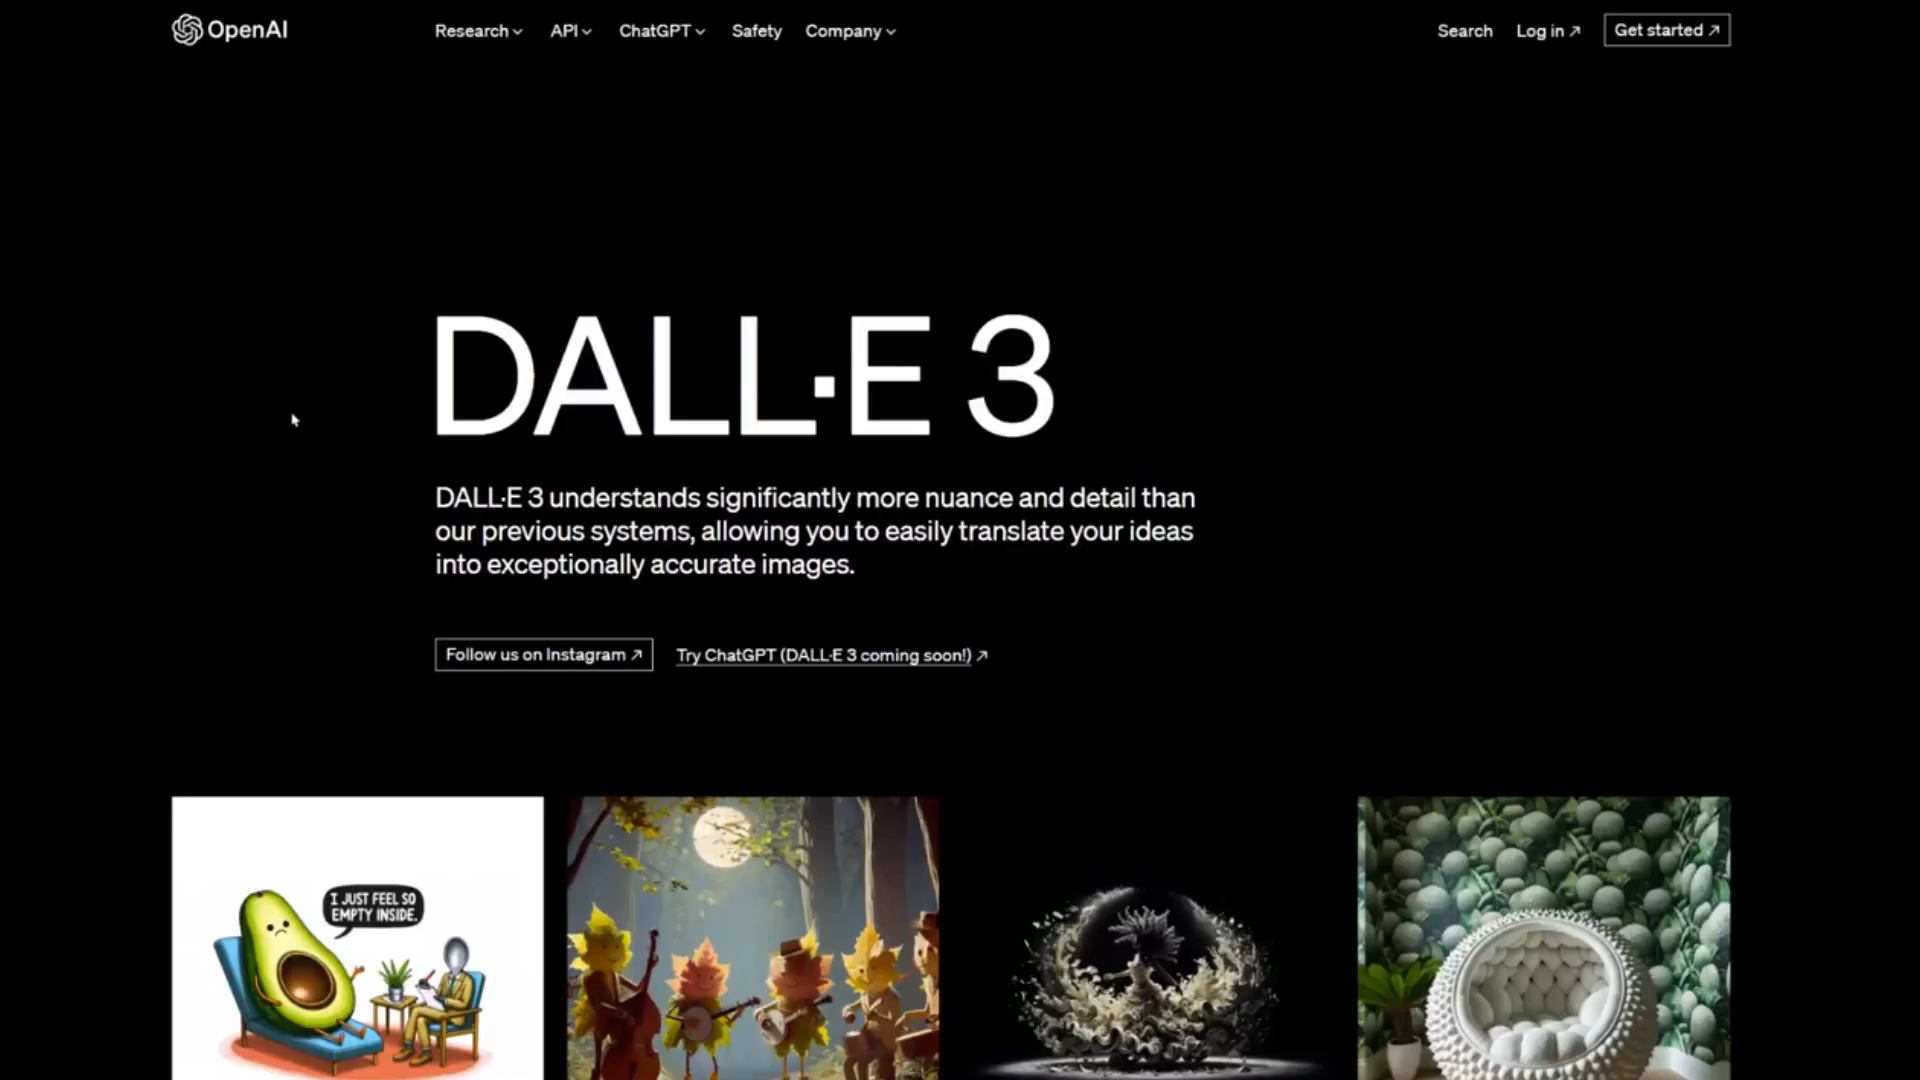 OpenAI
Research
API
ChatGPT
Safety
Company
Search
Log in ↗
Get started ↗
DALL·E 3
DALL·E 3 understands significantly more nuance and detail than
our previous systems, allowing you to easily translate your ideas
into exceptionally accurate images.
Follow us on Instagram ↗
Try ChatGPT (DALL·E 3 coming soon!) ↗
I JUST FEEL SO
EMPTY INSIDE.